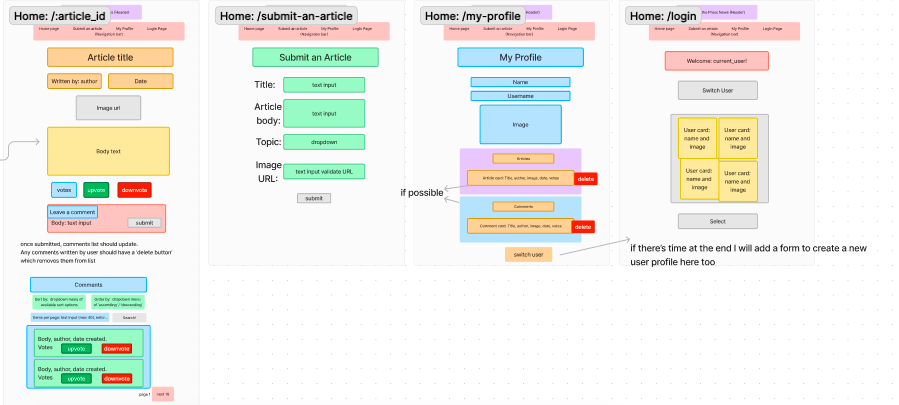 Home: /:article_id
(Reader)
Home page Submit an article My Profile Login Page
(Navigation bar)
Article title
Written by: author
Date
Image url
Body text
votes
upvote
downvote
Leave a comment
Body: text input
submit
once submitted, comments list should update.
Any comments written by user should have a 'delete button'
which removes them from list
Comments
Sort by: dropdown menu of
available sort options
Order by: dropdown menu
of 'ascending' / 'descending'
Items per page: text input
Search!
Body, author, date created.
Votes
upvote
downvote
Body, author, date created.
Votes
upvote
downvote
page 1
next 10
Home: /submit-an-article
(Reader)
Home page Submit an article My Profile Login Page
(Navigation bar)
Submit an Article
Title:
text input
Article
body:
text input
Topic:
dropdown
Image
URL:
text input validate URL
submit
Home: /my-profile
(Reader)
Home page Submit an article My Profile Login Page
(Navigation bar)
My Profile
Name
Username
Image
Articles
Article card: Title, author, image, date, votes
delete
if possible
Comments
Comment card: Title, author, image, date, votes
delete
switch user
Home: /login
News (Reader)
Home page Submit an article My Profile Login Page
(Navigation bar)
Welcome: current_user!
Switch User
User card:
name and
image
User card:
name and
image
User card:
name and
image
User card:
name and
image
Select
if there's time at the end I will add a form to create a new
user profile here too